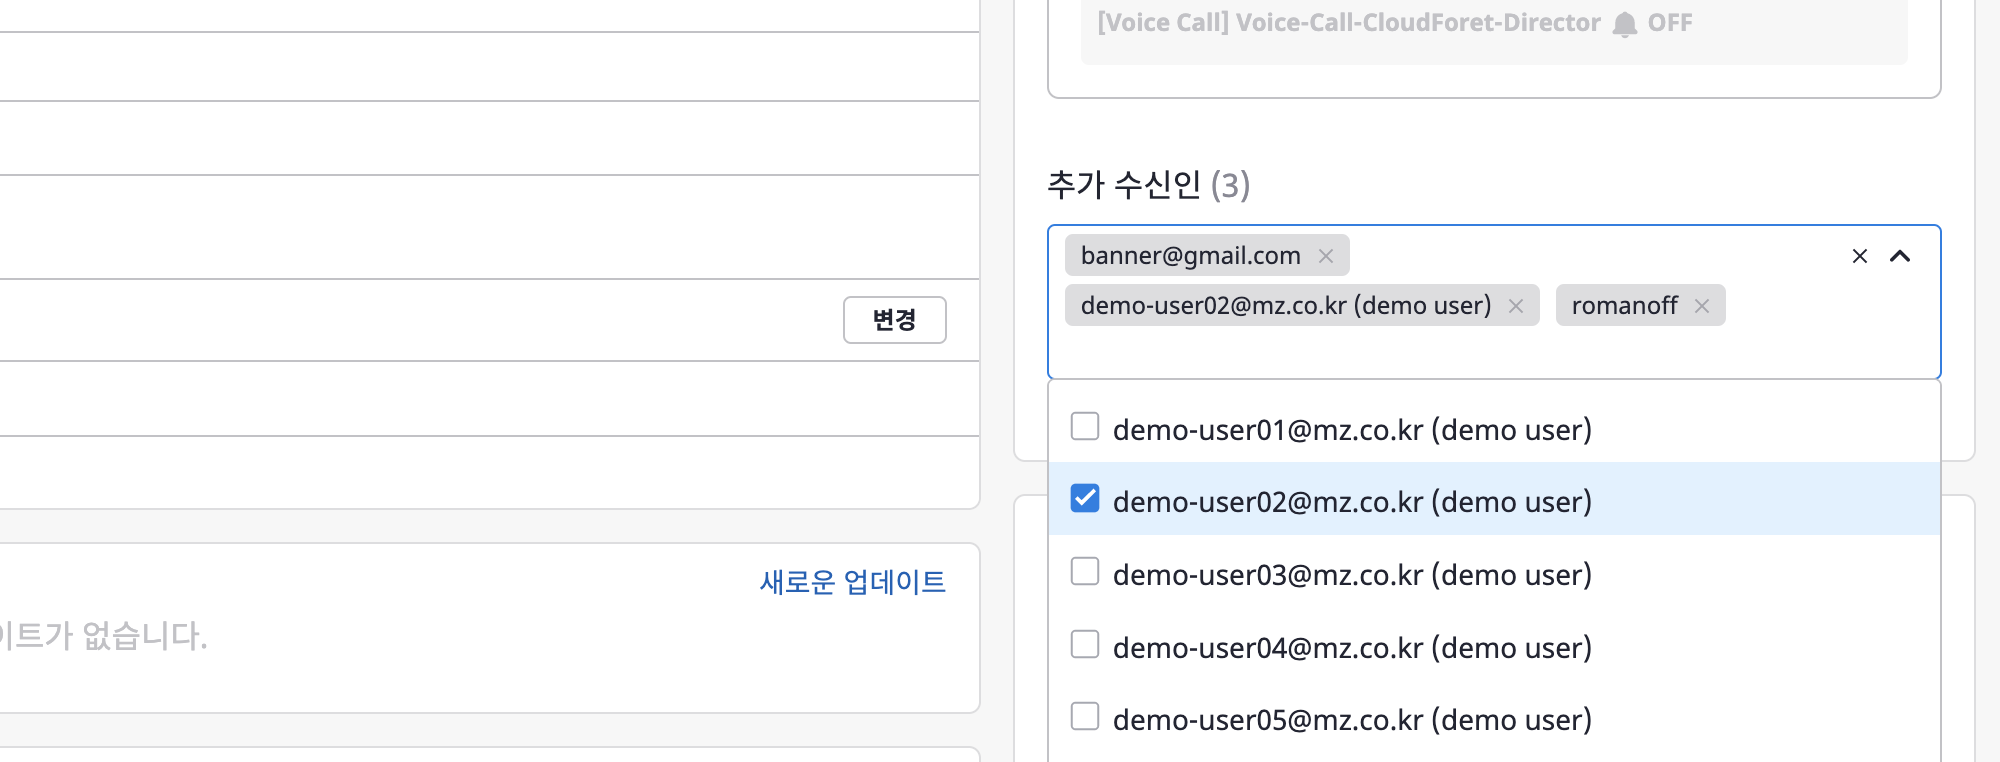 [Voice Call] Voice-Call-CloudForet-Director OFF
추가 수신인 (3)
banner@gmail.com
demo-user02@mz.co.kr (demo user) romanoff
demo-user01@mz.co.kr (demo user)
demo-user02@mz.co.kr (demo user)
demo-user03@mz.co.kr (demo user)
demo-user04@mz.co.kr (demo user)
demo-user05@mz.co.kr (demo user)
변경
새로운 업데이트
이트가 없습니다.